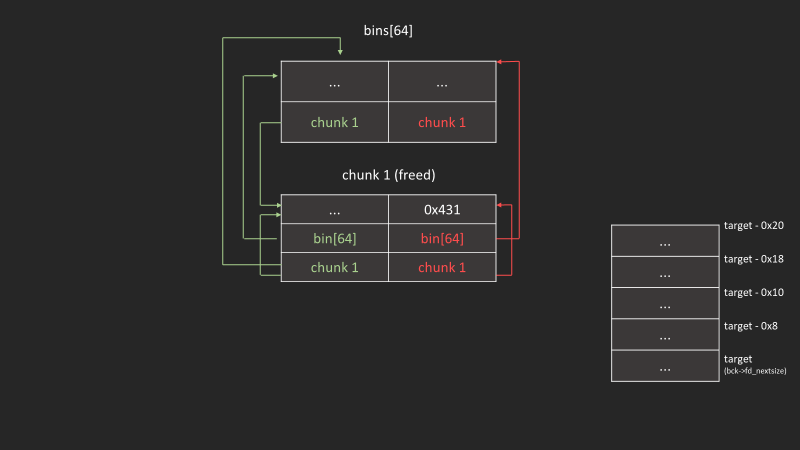 bins[64]
... ...
chunk 1 chunk 1
chunk 1 (freed)
... 0x431
bin[64] bin[64]
chunk 1 chunk 1
target - 0x20
...
target - 0x18
...
target - 0x10
...
target - 0x8
...
target
(bck->fd_nextsize)
...